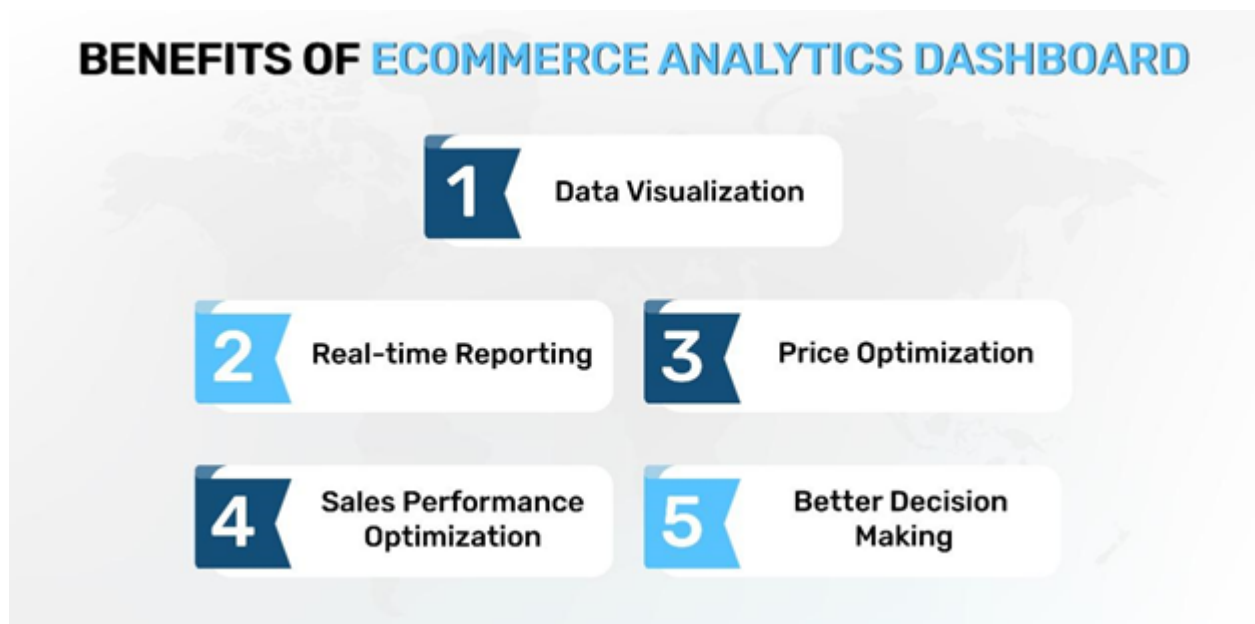 BENEFITS OF ECOMMERCE ANALYTICS DASHBOARD
1
Data Visualization
2
Real-time Reporting
3
Price Optimization
4
Sales Performance
Optimization
5
Better Decision
Making